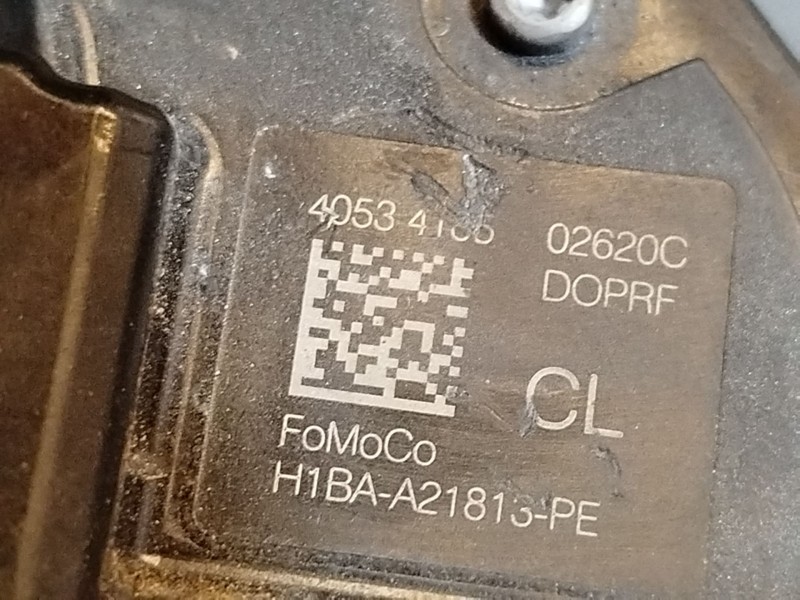 4053
02620C
DOPRF
CL
FoMoCo
H1BA-A21813-PE